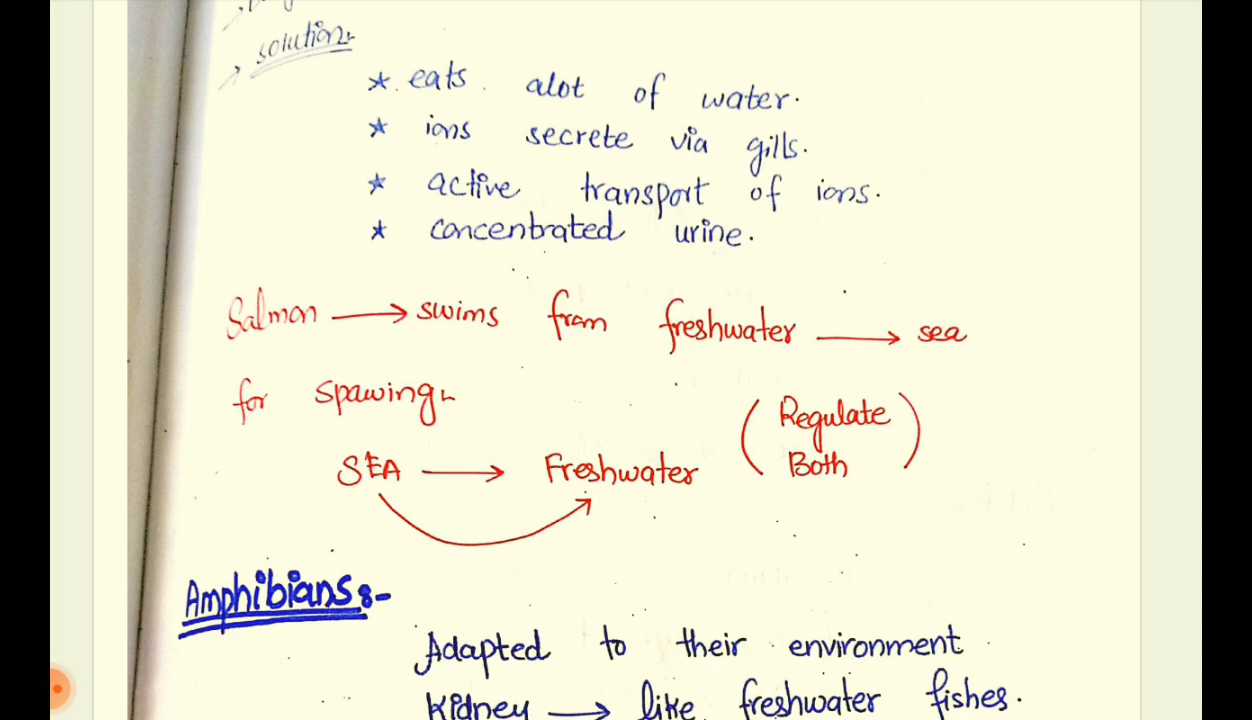 solution
* eats alot of water.
* ions secrete via gills.
* active transport of ions.
* concentrated urine.
Salmon → swims from freshwater → sea
for spawing
(Regulate
SEA → Freshwater Both)
Amphibians :-
Adapted to their environment
Kidney → like freshwater fishes.